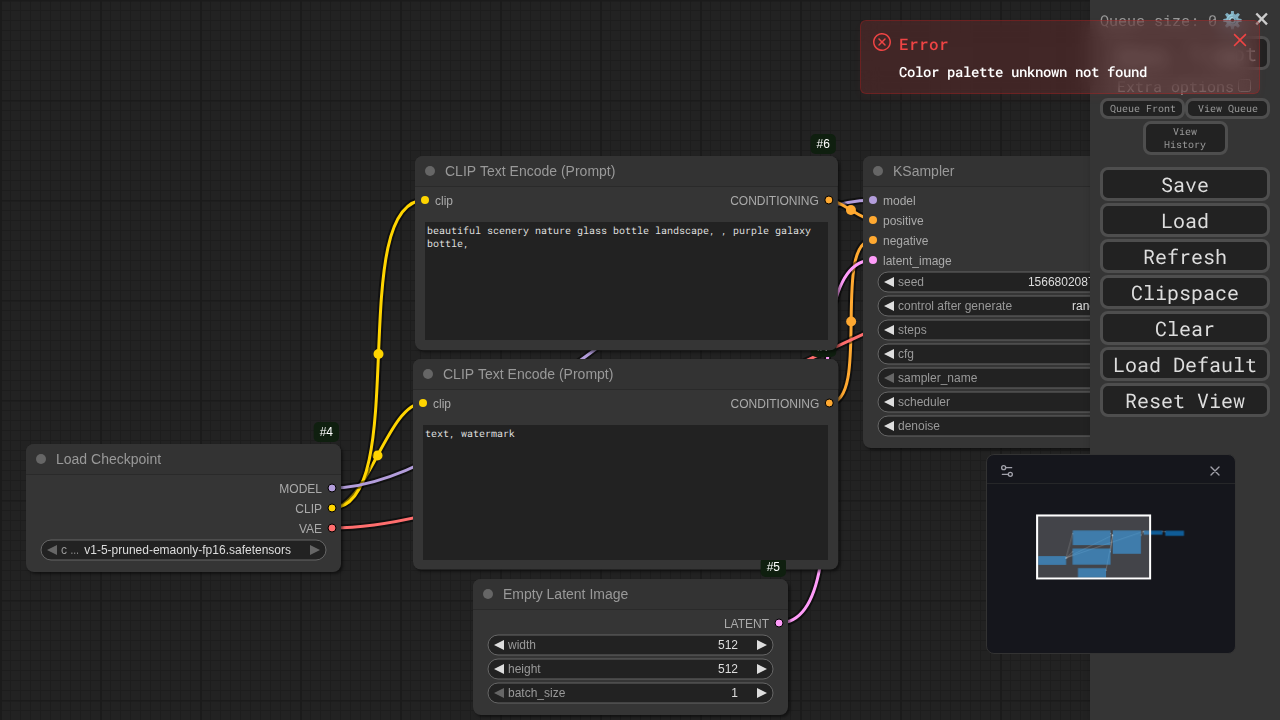 Queue size: 0
Error
Color palette unknown not found
Extra options
Queue Front
View Queue
View
History
Save
Load
Refresh
Clipspace
Clear
Load Default
Reset View
#6
CLIP Text Encode (Prompt)
clip
CONDITIONING
beautiful scenery nature glass bottle landscape, , purple galaxy
bottle,
KSampler
model
positive
negative
latent_image
seed
1566802087
control after generate
ran
steps
cfg
sampler_name
scheduler
denoise
CLIP Text Encode (Prompt)
clip
CONDITIONING
text, watermark
#4
Load Checkpoint
MODEL
CLIP
VAE
c ... v1-5-pruned-emaonly-fp16.safetensors
#5
Empty Latent Image
LATENT
width 512
height 512
batch_size 1